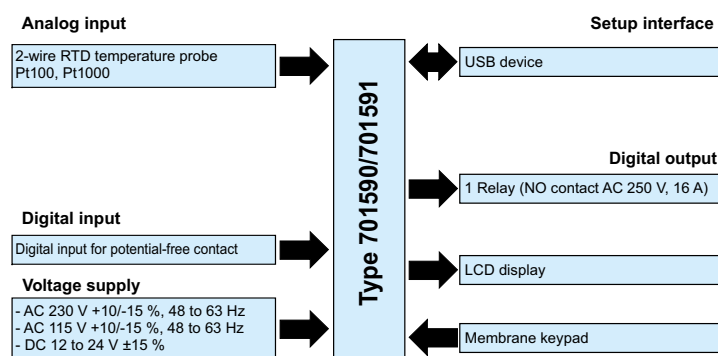 Analog input
2-wire RTD temperature probe
Pt100, Pt1000
Digital input
Digital input for potential-free contact
Voltage supply
- AC 230 V +10/-15 %, 48 to 63 Hz
- AC 115 V +10/-15 %, 48 to 63 Hz
- DC 12 to 24 V ±15 %
Type 701590/701591
Setup interface
USB device
Digital output
1 Relay (NO contact AC 250 V, 16 A)
LCD display
Membrane keypad